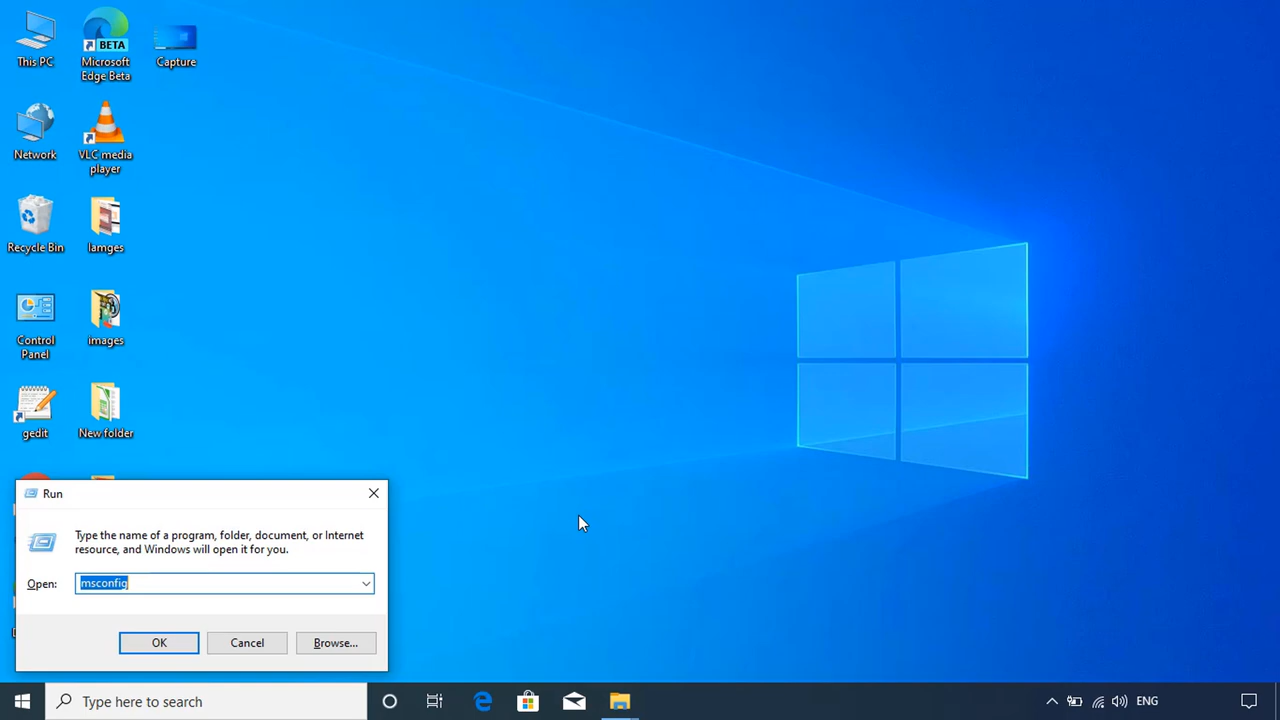 This PC
Microsoft
Edge Beta
BETA
Capture
Network
VLC media
player
Recycle Bin
Iamges
Control
Panel
images
gedit
New folder
Run
Type the name of a program, folder, document, or Internet
resource, and Windows will open it for you.
Open:
msconfig
OK
Cancel
Browse...
Type here to search
ENG